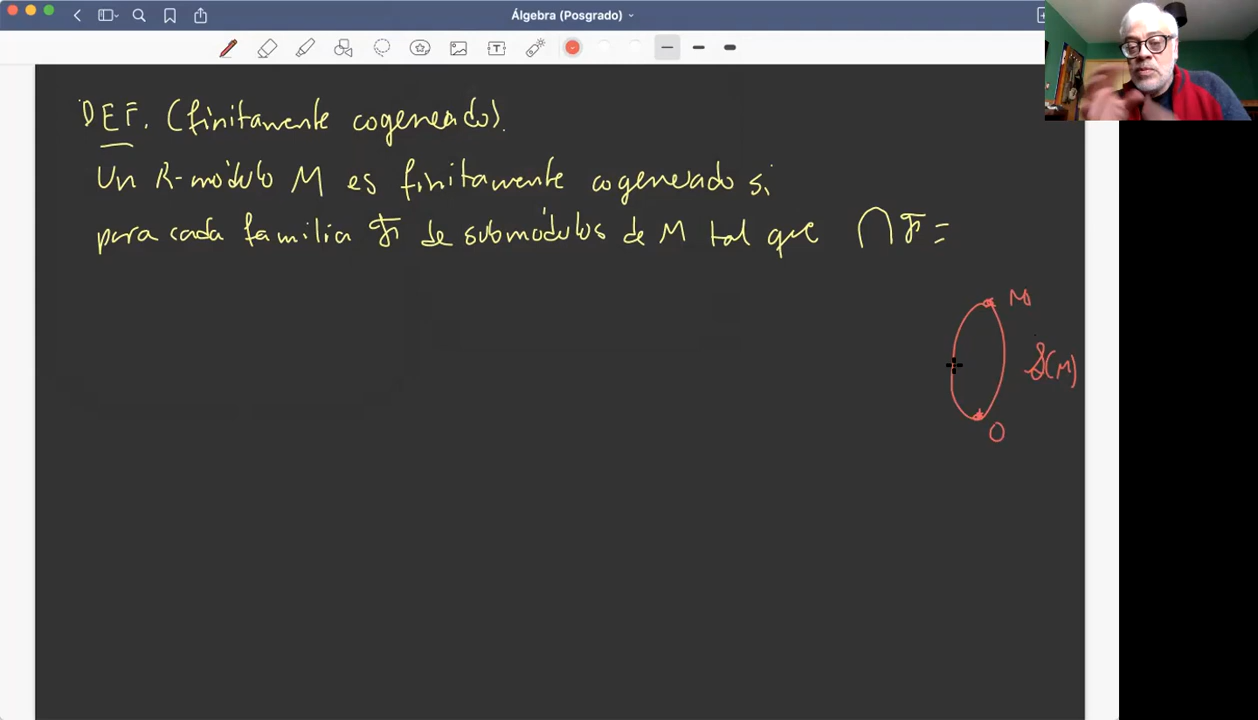 Álgebra (Posgrado)
DEF. (finitamente cogenerado).
Un R-módulo M es finitamente cogenerado si
para cada familia ℱ de submódulos de M tal que ⋂ℱ =
M
𝒮(M)
0